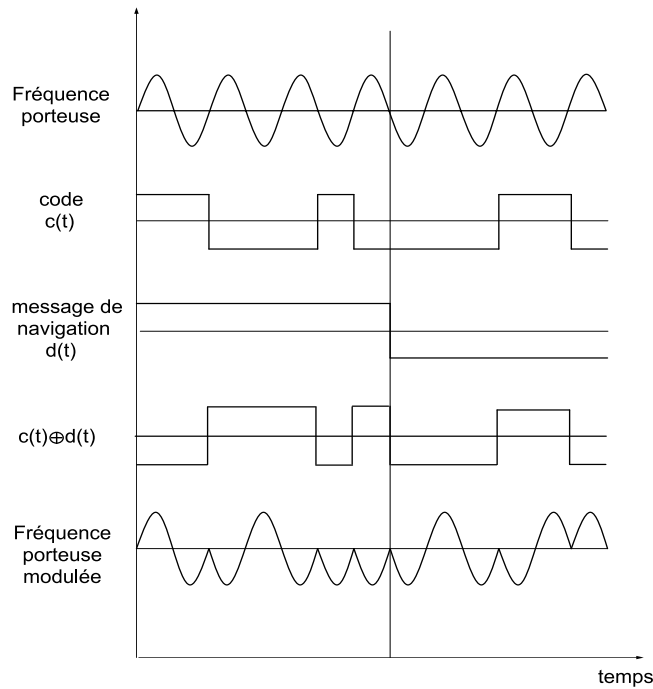 Fréquence
porteuse
code
c(t)
message de
navigation
d(t)
c(t)⊕d(t)
Fréquence
porteuse
modulée
temps